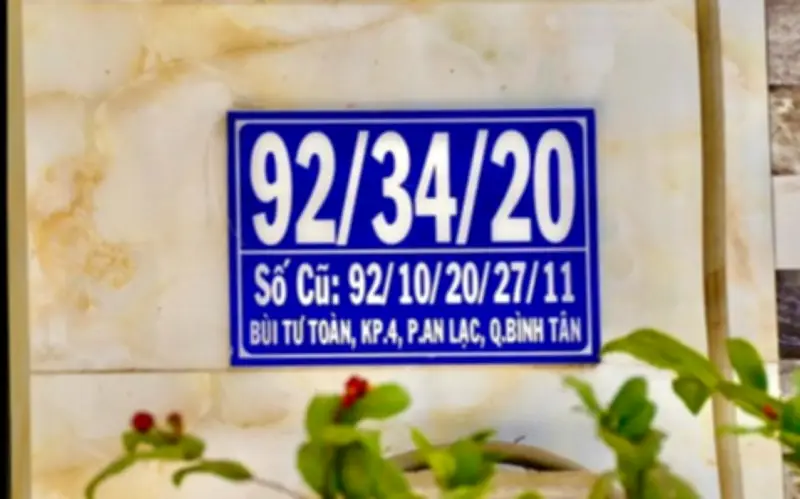 92/34/20
Số Cũ: 92/10/20/27/11
BÙI TƯ TOÀN, KP.4, P.AN LẠC, Q.BÌNH TÂN